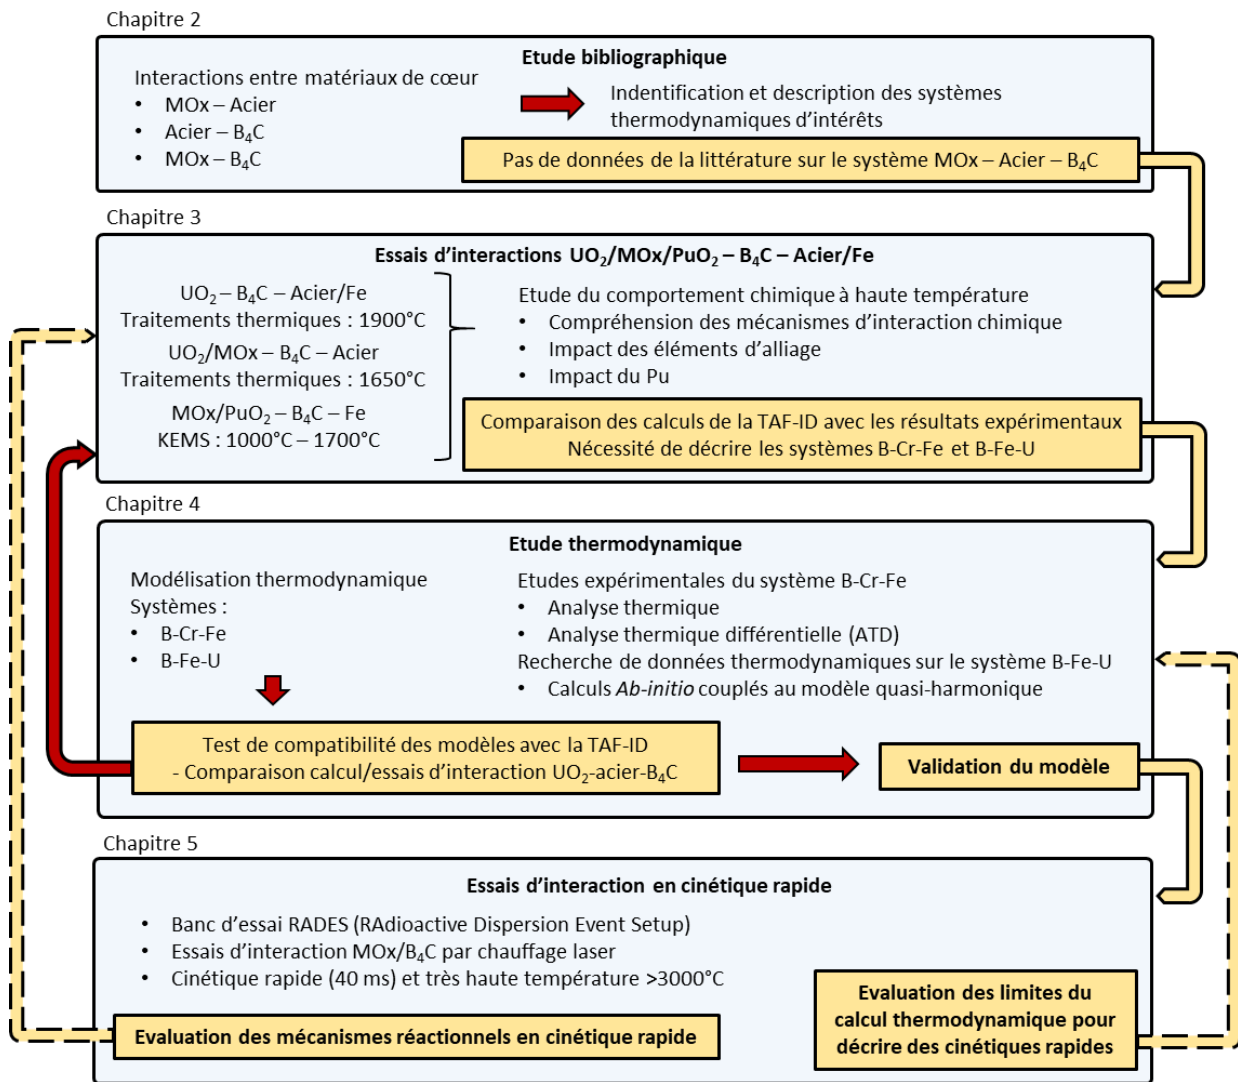 Chapitre 2
Etude bibliographique
Interactions entre matériaux de cœur
• MOx – Acier
• Acier – B₄C
• MOx – B₄C
Indentification et description des systèmes
thermodynamiques d’intérêts
Pas de données de la littérature sur le système MOx – Acier – B₄C
Chapitre 3
Essais d’interactions UO₂/MOx/PuO₂ – B₄C – Acier/Fe
UO₂ – B₄C – Acier/Fe
Traitements thermiques : 1900°C
UO₂/MOx – B₄C – Acier
Traitements thermiques : 1650°C
MOx/PuO₂ – B₄C – Fe
KEMS : 1000°C – 1700°C
Etude du comportement chimique à haute température
• Compréhension des mécanismes d’interaction chimique
• Impact des éléments d’alliage
• Impact du Pu
Comparaison des calculs de la TAF-ID avec les résultats expérimentaux
Nécessité de décrire les systèmes B-Cr-Fe et B-Fe-U
Chapitre 4
Etude thermodynamique
Modélisation thermodynamique
Systèmes :
• B-Cr-Fe
• B-Fe-U
Etudes expérimentales du système B-Cr-Fe
• Analyse thermique
• Analyse thermique différentielle (ATD)
Recherche de données thermodynamiques sur le système B-Fe-U
• Calculs Ab-initio couplés au modèle quasi-harmonique
Test de compatibilité des modèles avec la TAF-ID
- Comparaison calcul/essais d’interaction UO₂-acier-B₄C
Validation du modèle
Chapitre 5
Essais d’interaction en cinétique rapide
• Banc d’essai RADES (RAdioactive Dispersion Event Setup)
• Essais d’interaction MOx/B₄C par chauffage laser
• Cinétique rapide (40 ms) et très haute température >3000°C
Evaluation des mécanismes réactionnels en cinétique rapide
Evaluation des limites du
calcul thermodynamique pour
décrire des cinétiques rapides